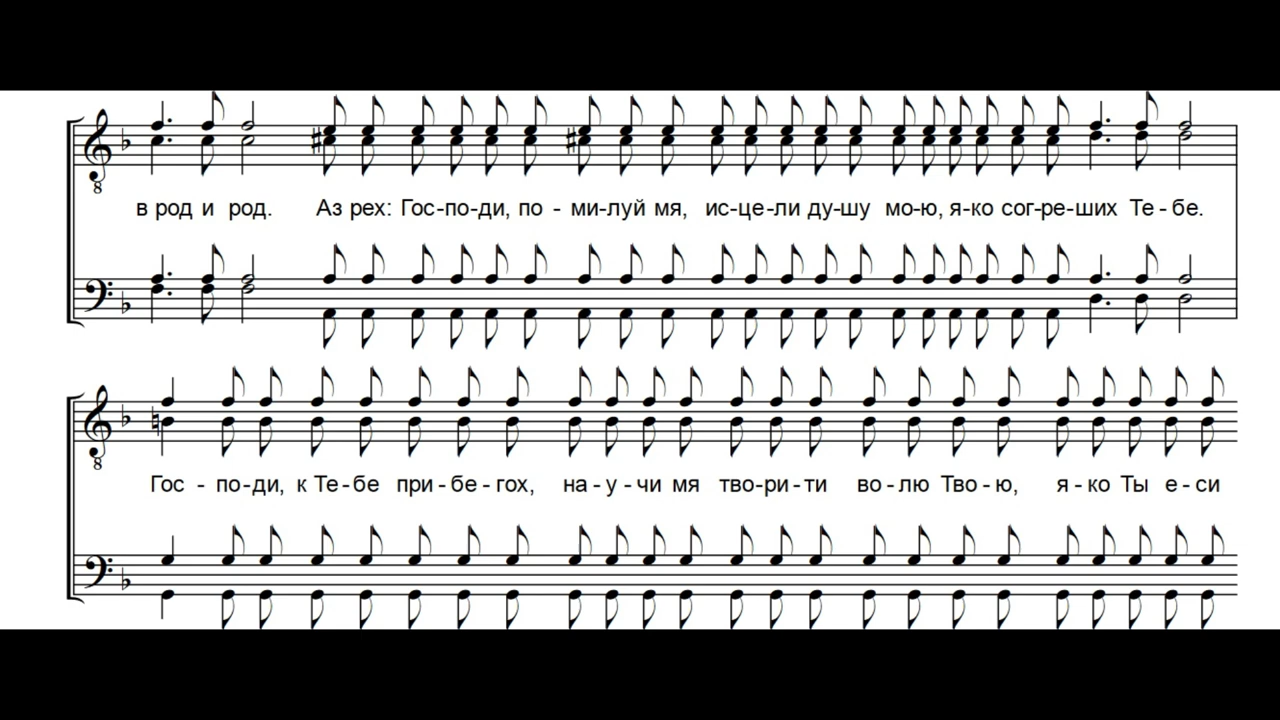 в род и род. Аз рех: Гос-по-ди, по - ми-луй мя, ис-це-ли ду-шу мо-ю, я-ко сог-ре-ших Те - бе.
Гос - по-ди, к Те-бе при-бе-гох, на-у-чи мя тво-ри-ти во-лю Тво-ю, я-ко Ты е-си